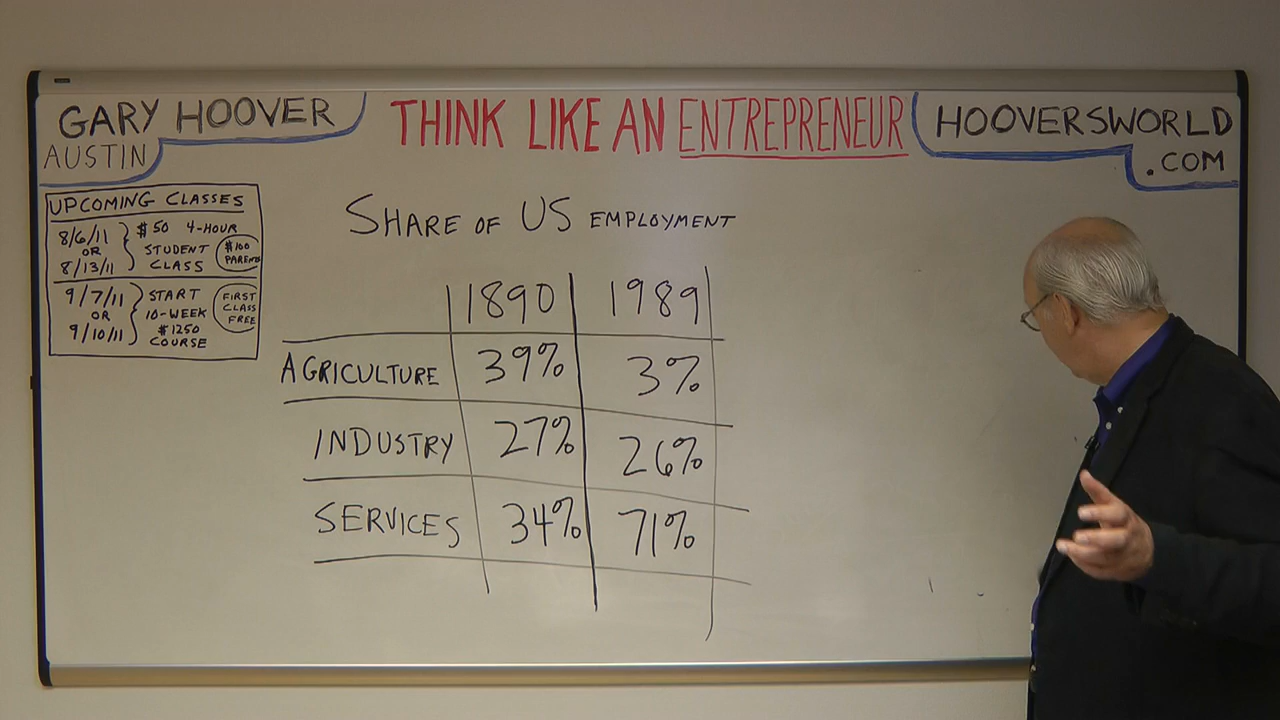 GARY HOOVER
AUSTIN
THINK LIKE AN ENTREPRENEUR
HOOVERSWORLD
.COM
UPCOMING CLASSES
8/6/11
OR
8/13/11
$50 4-HOUR
STUDENT
CLASS
$100
PARENT
9/7/11
OR
9/10/11
START
10-WEEK
$1250
COURSE
FIRST
CLASS
FREE
SHARE OF US EMPLOYMENT
1890 1989
AGRICULTURE 39% 3%
INDUSTRY 27% 26%
SERVICES 34% 71%